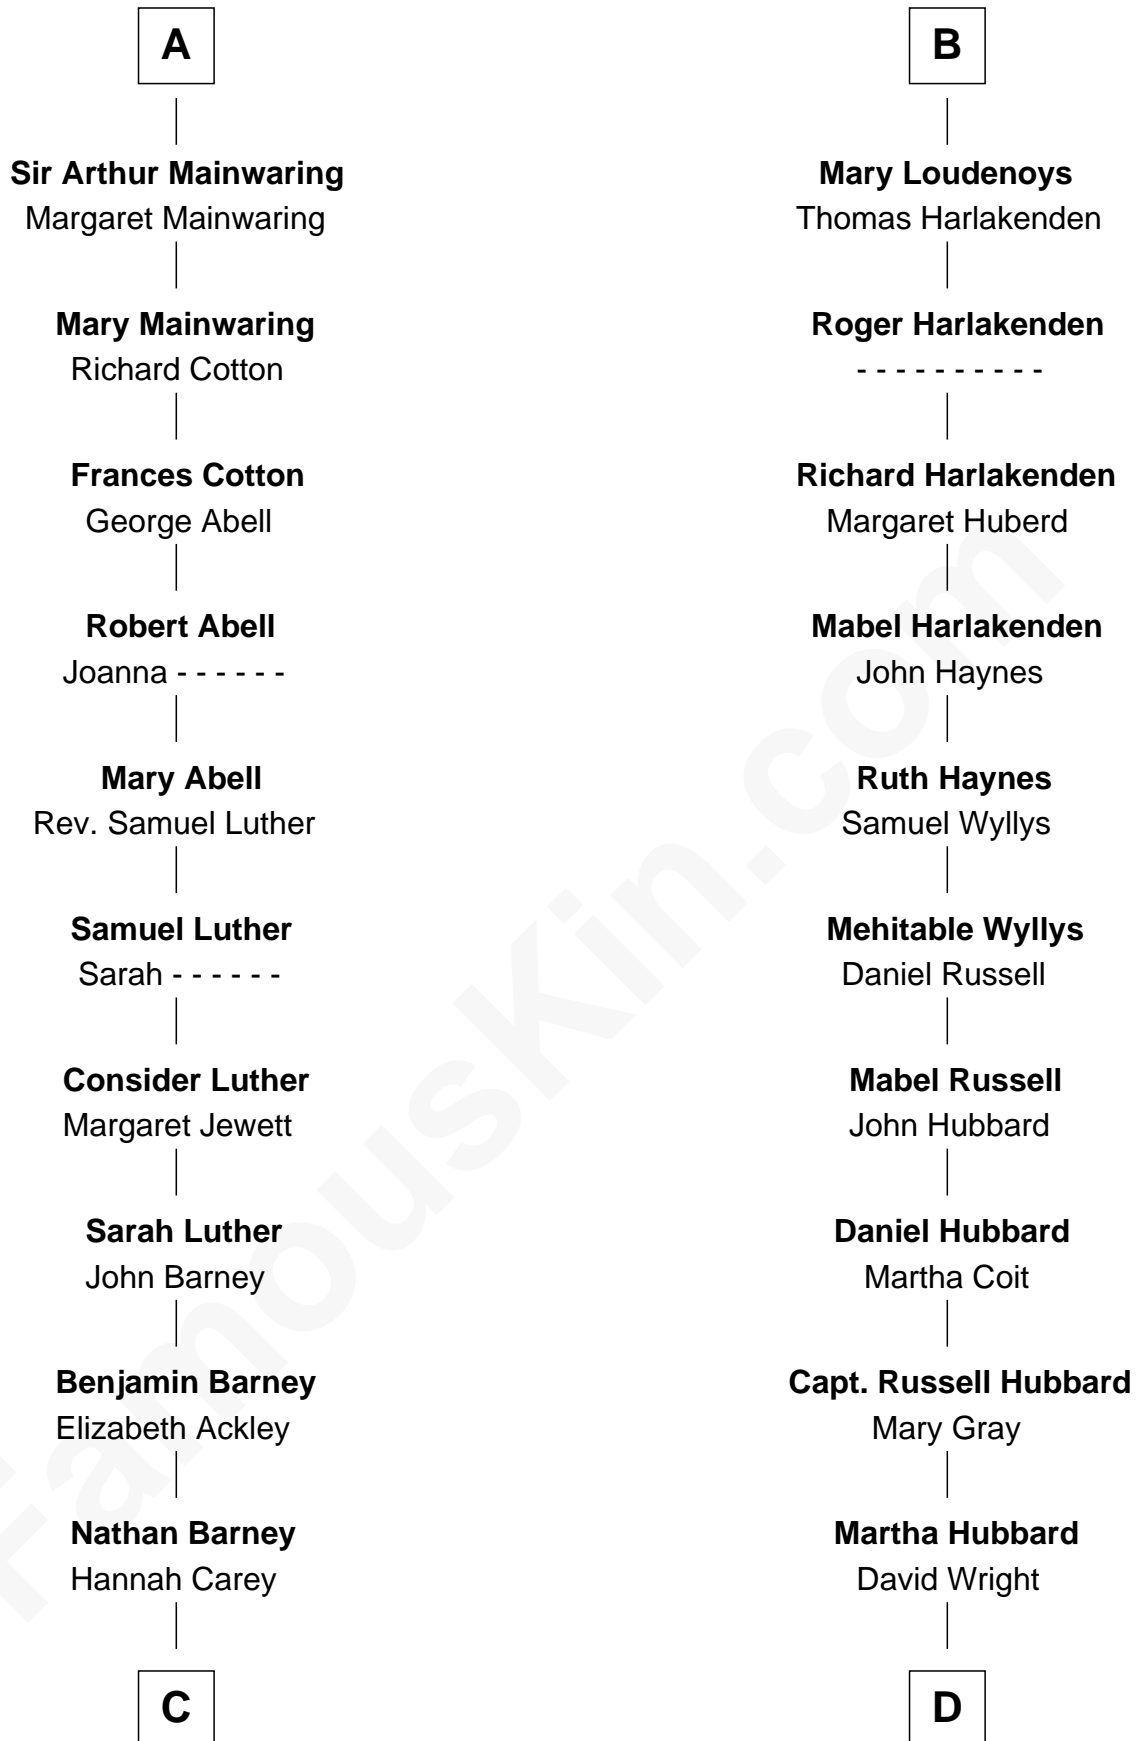 A
Sir Arthur Mainwaring
Margaret Mainwaring
Mary Mainwaring
Richard Cotton
Frances Cotton
George Abell
Robert Abell
Joanna - - - - - -
Mary Abell
Rev. Samuel Luther
Samuel Luther
Sarah - - - - - -
Consider Luther
Margaret Jewett
Sarah Luther
John Barney
Benjamin Barney
Elizabeth Ackley
Nathan Barney
Hannah Carey
C
B
Mary Loudenoys
Thomas Harlakenden
Roger Harlakenden
- - - - - - - - - -
Richard Harlakenden
Margaret Huberd
Mabel Harlakenden
John Haynes
Ruth Haynes
Samuel Wyllys
Mehitable Wyllys
Daniel Russell
Mabel Russell
John Hubbard
Daniel Hubbard
Martha Coit
Capt. Russell Hubbard
Mary Gray
Martha Hubbard
David Wright
D
FamousKin.com